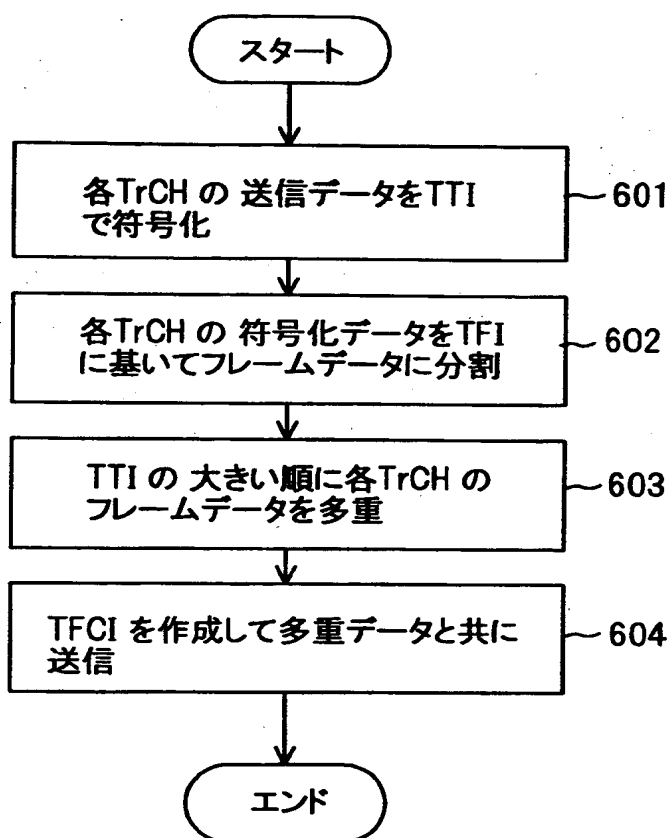 スタート
各TrCH の 送信データをTTI
で符号化
601
各TrCH の 符号化データをTFI
に基いてフレームデータに分割
602
TTI の 大きい順に各TrCH の
フレームデータを多重
603
TFCI を作成して多重データと共に
送信
604
エンド